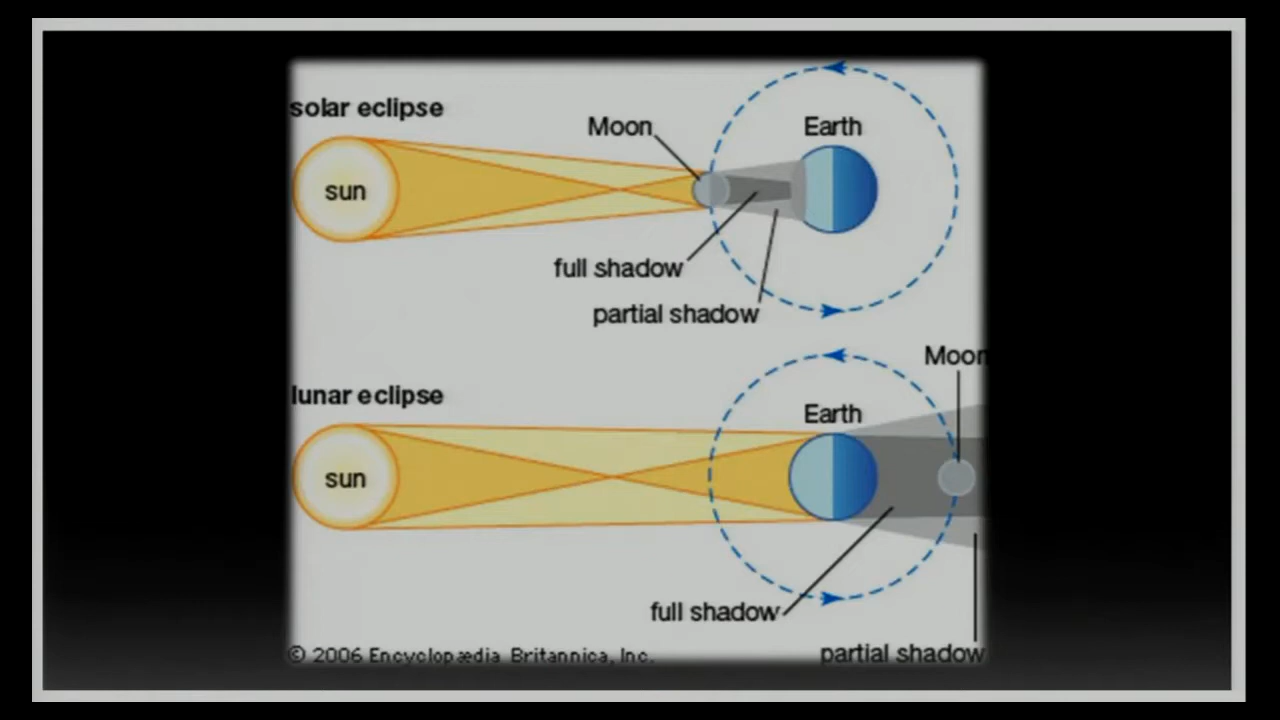 solar eclipse
Moon
Earth
sun
full shadow
partial shadow
Moon
lunar eclipse
Earth
sun
full shadow
partial shadow
© 2006 Encyclopædia Britannica, Inc.